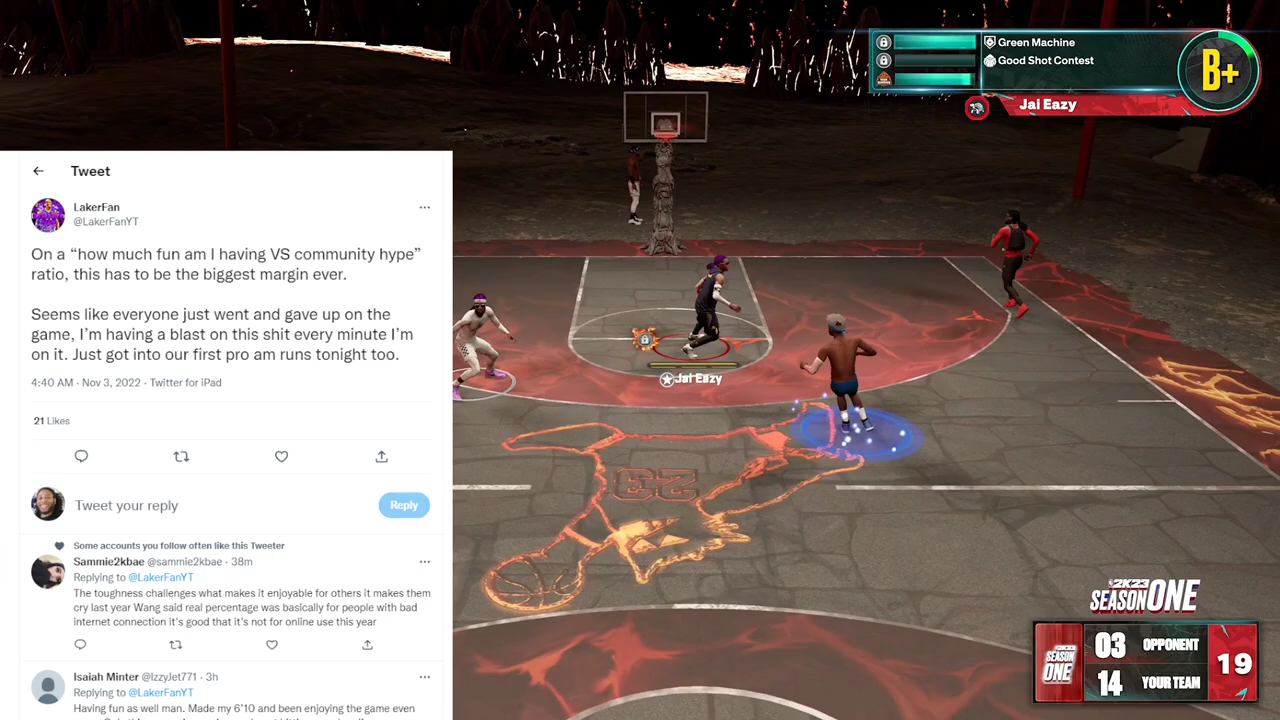 Tweet
LakerFan
@LakerFanYT
On a “how much fun am I having VS community hype”
ratio, this has to be the biggest margin ever.
Seems like everyone just went and gave up on the
game, I’m having a blast on this shit every minute I’m
on it. Just got into our first pro am runs tonight too.
4:40 AM · Nov 3, 2022 · Twitter for iPad
21 Likes
Tweet your reply
Reply
Some accounts you follow often like this Tweeter
Sammie2kbae @sammie2kbae · 38m
Replying to @LakerFanYT
The toughness challenges what makes it enjoyable for others it makes them
cry last year Wang said real percentage was basically for people with bad
internet connection it's good that it's not for online use this year
Isaiah Minter @IzzyJet771 · 3h
Replying to @LakerFanYT
Having fun as well man. Made my 6'10 and been enjoying the game even
Green Machine
Good Shot Contest
B+
Jai Eazy
Jai Eazy
23
2K23
SEASON ONE
SEASON
ONE
03 OPPONENT
14 YOUR TEAM
19